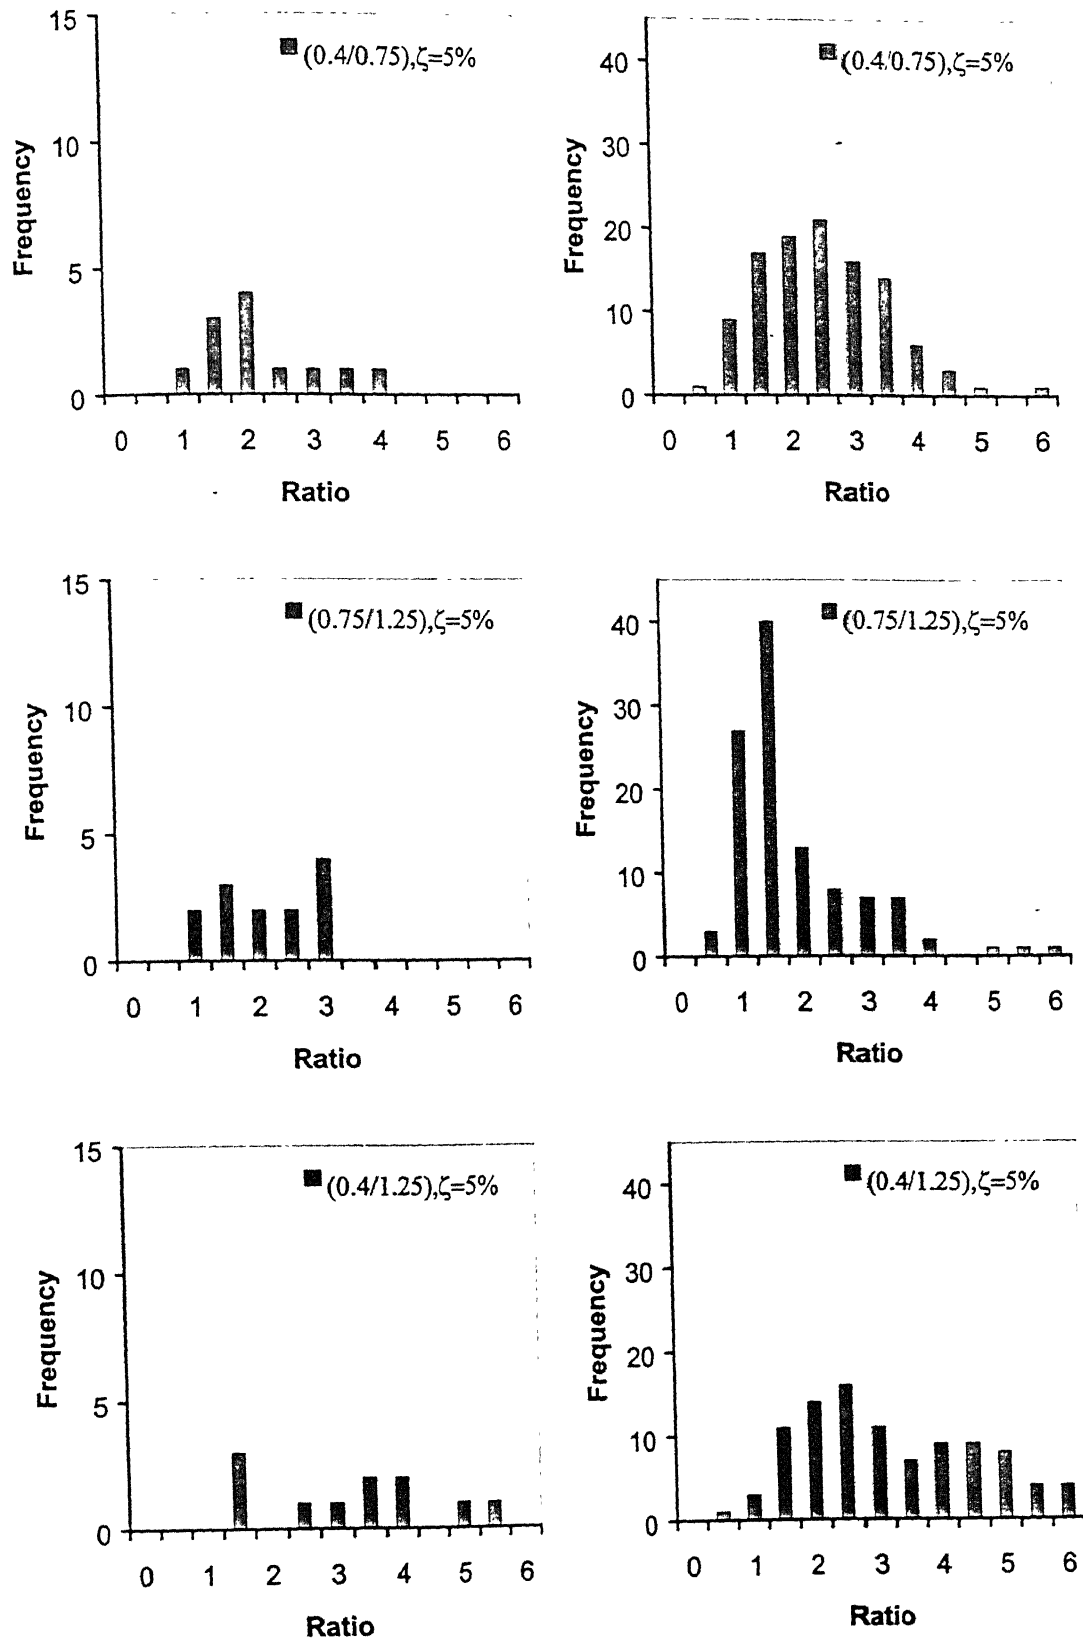 15
(0.4/0.75),ζ=5%
10
5
0
Frequency
0 1 2 3 4 5 6
Ratio
40
(0.4/0.75),ζ=5%
30
20
10
0
Frequency
0 1 2 3 4 5 6
Ratio
15
(0.75/1.25),ζ=5%
10
5
0
Frequency
0 1 2 3 4 5 6
Ratio
40
(0.75/1.25),ζ=5%
30
20
10
0
Frequency
0 1 2 3 4 5 6
Ratio
15
(0.4/1.25),ζ=5%
10
5
0
Frequency
0 1 2 3 4 5 6
Ratio
40
(0.4/1.25),ζ=5%
30
20
10
0
Frequency
0 1 2 3 4 5 6
Ratio